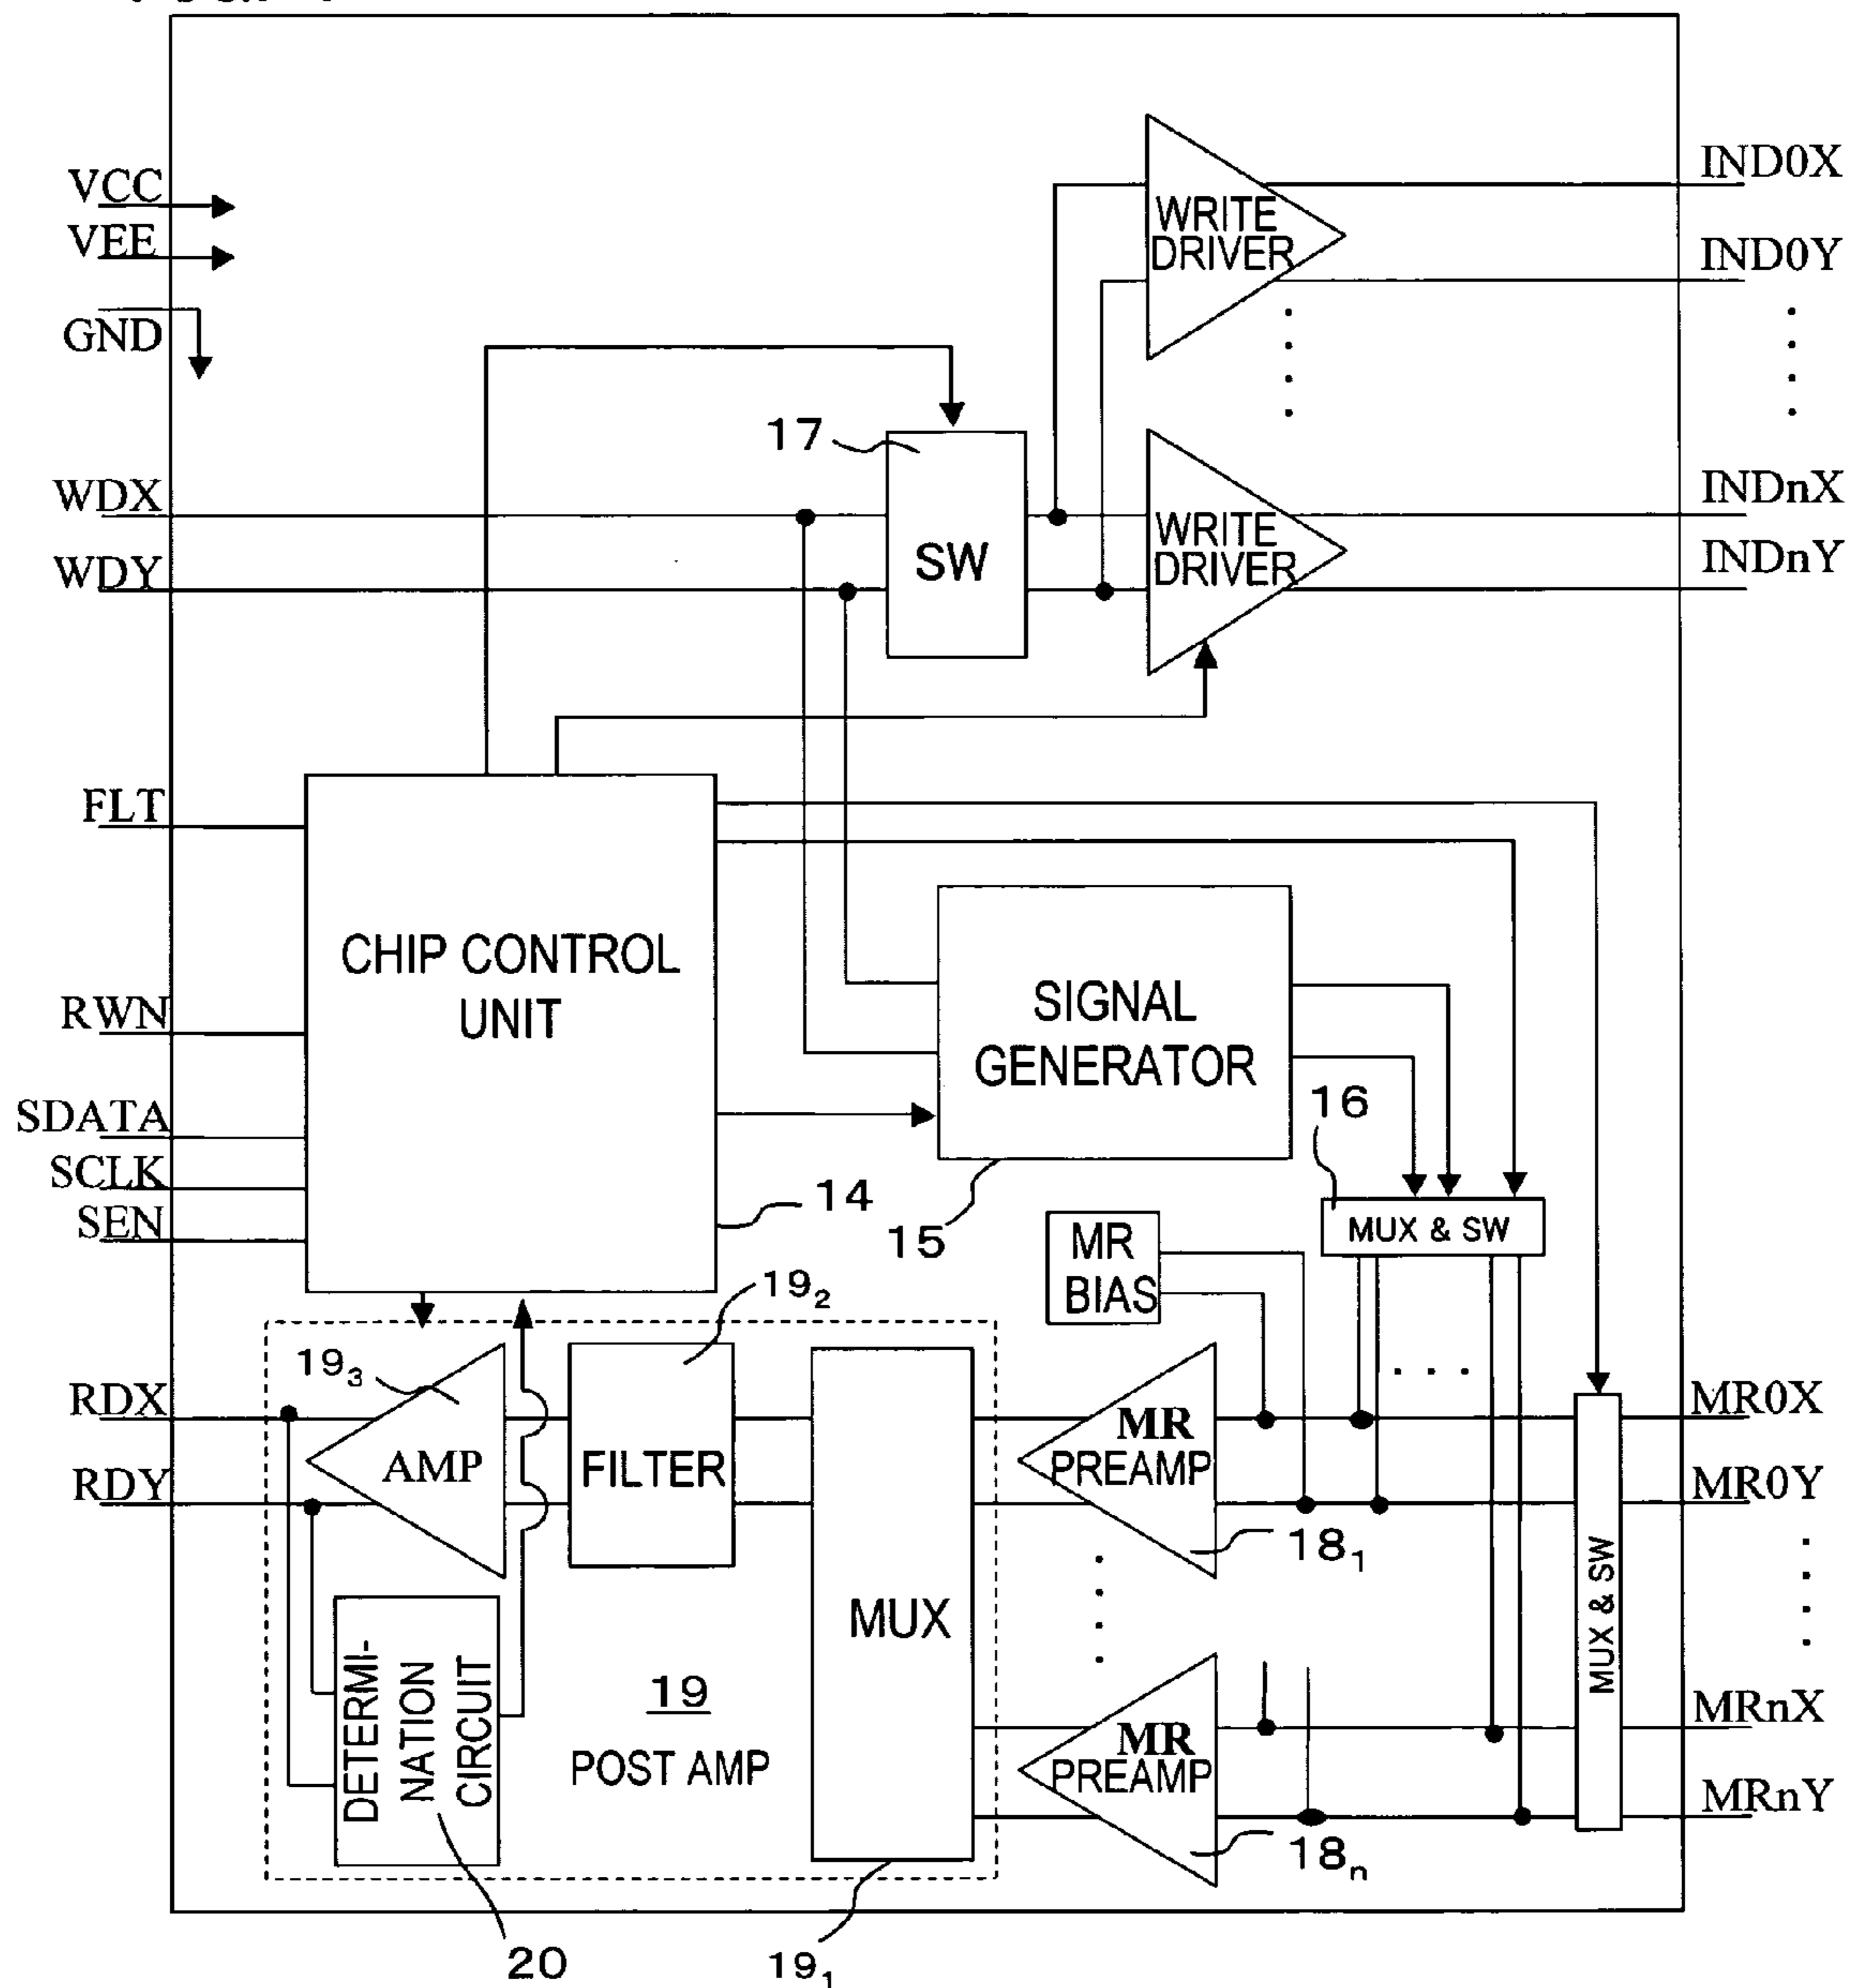 IND0X
VCC
WRITE
DRIVER
VEE
IND0Y
GND
17
WDX
INDnX
WRITE
DRIVER
SW
WDY
INDnY
FLT
CHIP CONTROL
UNIT
SIGNAL
GENERATOR
RWN
16
SDATA
SCLK
14
SEN
15
MUX & SW
MR
BIAS
19₂
19₃
RDX
MR0X
MR
PREAMP
AMP
FILTER
RDY
MR0Y
18₁
MUX & SW
MUX
DETERMI-
NATION
CIRCUIT
19
POST AMP
MRnX
MR
PREAMP
MRnY
18ₙ
20
19₁